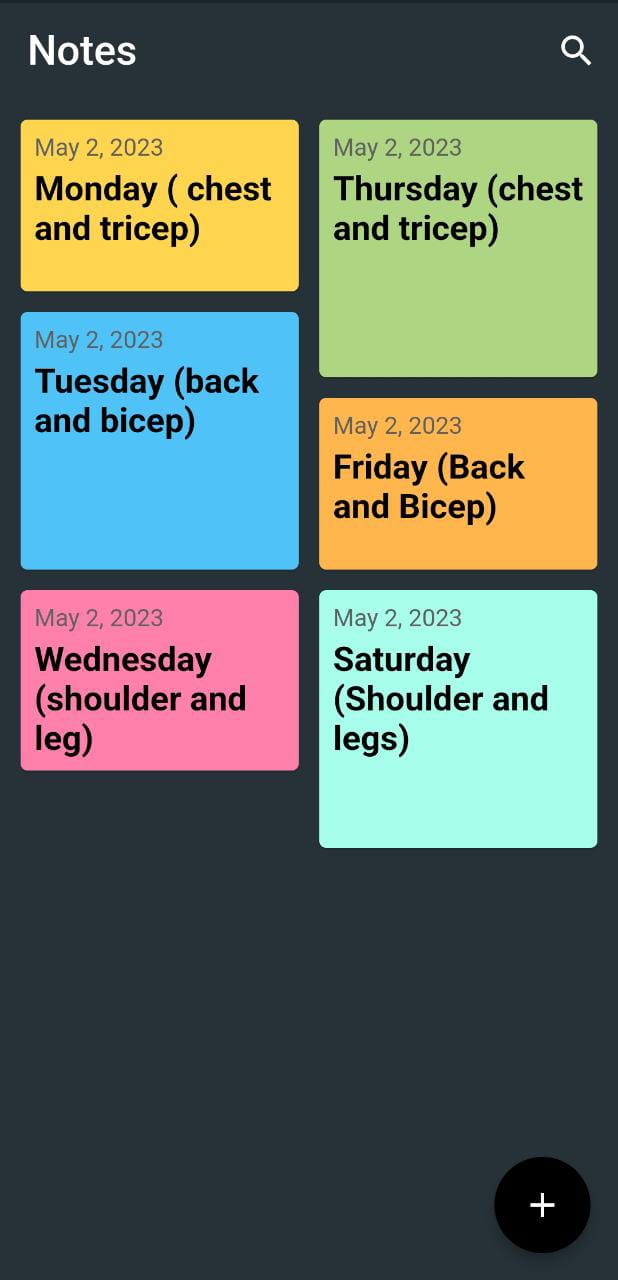 Notes
May 2, 2023
Monday ( chest
and tricep)
May 2, 2023
Thursday (chest
and tricep)
May 2, 2023
Tuesday (back
and bicep)
May 2, 2023
Friday (Back
and Bicep)
May 2, 2023
Wednesday
(shoulder and
leg)
May 2, 2023
Saturday
(Shoulder and
legs)